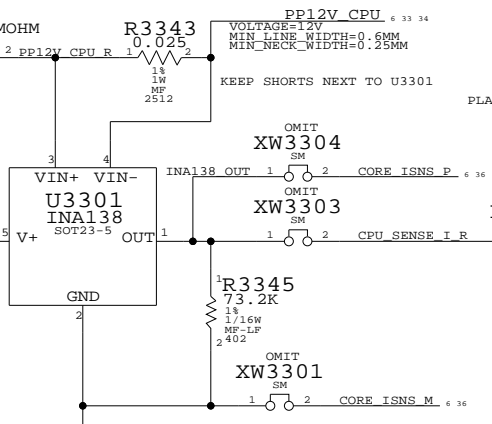 MOHM
R3343
0.025
2 PP12V_CPU_R 1 2
1%
1W
MF
2512
PP12V_CPU 6 33 34
VOLTAGE=12V
MIN_LINE_WIDTH=0.6MM
MIN_NECK_WIDTH=0.25MM
KEEP SHORTS NEXT TO U3301
PLA
3 4
VIN+ VIN-
U3301
INA138
SOT23-5
5 V+ OUT 1
GND
2
OMIT
XW3304
SM
INA138_OUT 1 2 CORE_ISNS_P 6 36
OMIT
XW3303
SM
1 2 CPU_SENSE_I_R
1
R3345
73.2K
1%
1/16W
MF-LF
402
2
OMIT
XW3301
SM
1 2 CORE_ISNS_M 6 36